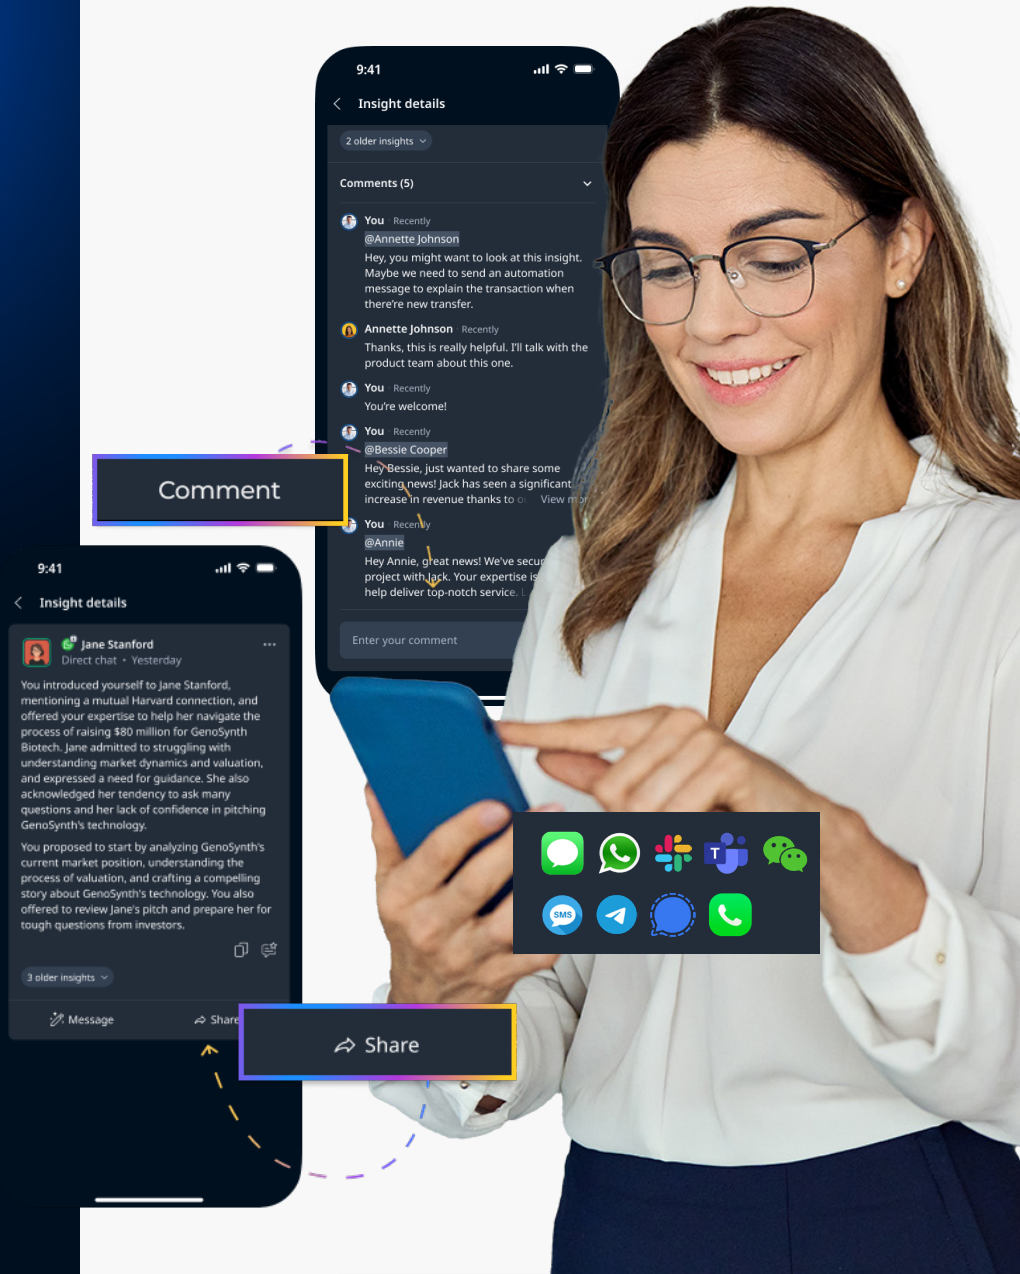 9:41
Insight details
2 older insights
Comments (5)
You · Recently
@Annette Johnson
Hey, you might want to look at this insight.
Maybe we need to send an automation
message to explain the transaction when
there're new transfer.
Annette Johnson · Recently
Thanks, this is really helpful. I'll talk with the
product team about this one.
You · Recently
You're welcome!
You · Recently
@Bessie Cooper
Hey Bessie, just wanted to share some
exciting news! Jack has seen a significant
increase in revenue thanks to View
You · Recently
@Annie
Hey Annie, great news! We've
project with Jack. Your expertise is
help deliver top-notch service.
Enter your comment
Comment
9:41
Insight details
Jane Stanford
Direct chat • Yesterday
You introduced yourself to Jane Stanford,
mentioning a mutual Harvard connection, and
offered your expertise to help her navigate the
process of raising $80 million for GenoSynth
Biotech. Jane admitted to struggling with
understanding market dynamics and valuation,
and expressed a need for guidance. She also
acknowledged her tendency to ask many
questions and her lack of confidence in pitching
GenoSynth's technology.
You proposed to start by analyzing GenoSynth's
current market position, understanding the
process of valuation, and crafting a compelling
story about GenoSynth's technology. You also
offered to review Jane's pitch and prepare her for
tough questions from investors.
3 older insights
Message
Share
Share
T
SMS